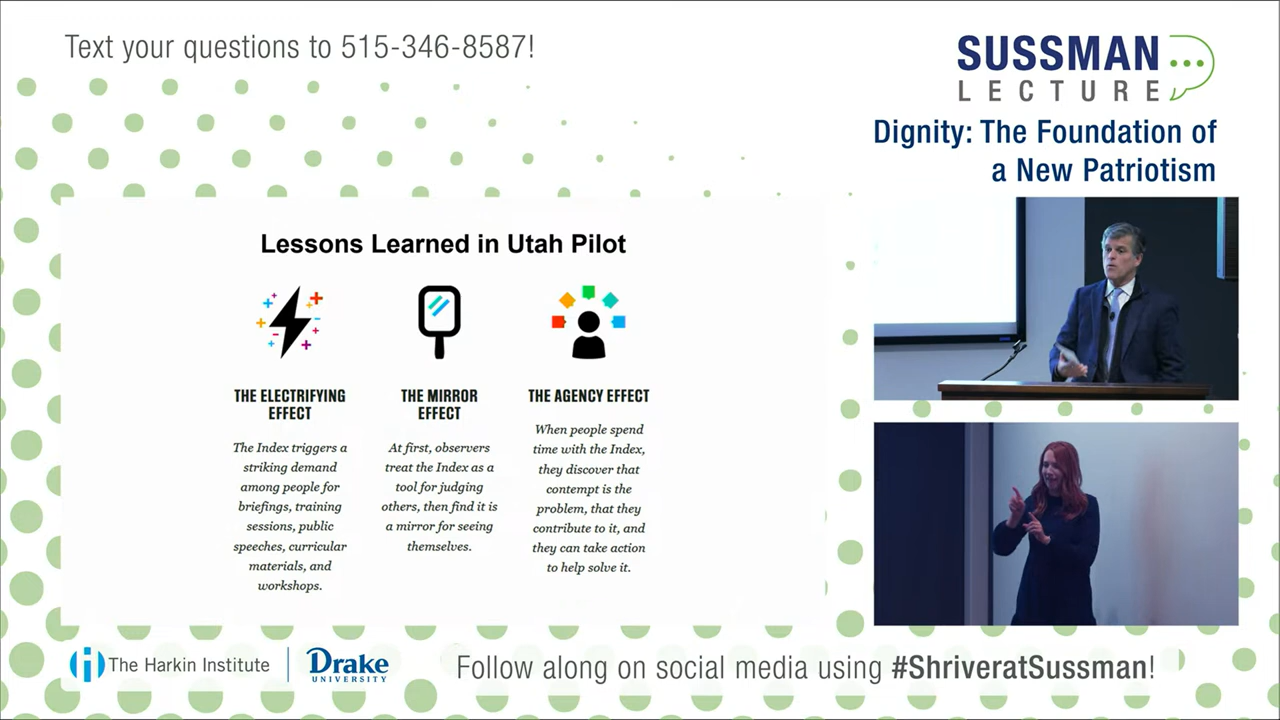 Text your questions to 515-346-8587!
SUSSMAN
LECTURE
Dignity: The Foundation of
a New Patriotism
Lessons Learned in Utah Pilot
THE ELECTRIFYING
EFFECT
The Index triggers a
striking demand
among people for
briefings, training
sessions, public
speeches, curricular
materials, and
workshops.
THE MIRROR
EFFECT
At first, observers
treat the Index as a
tool for judging
others, then find it is
a mirror for seeing
themselves.
THE AGENCY EFFECT
When people spend
time with the Index,
they discover that
contempt is the
problem, that they
contribute to it, and
they can take action
to help solve it.
The Harkin Institute
Drake
UNIVERSITY
Follow along on social media using #ShriveratSussman!